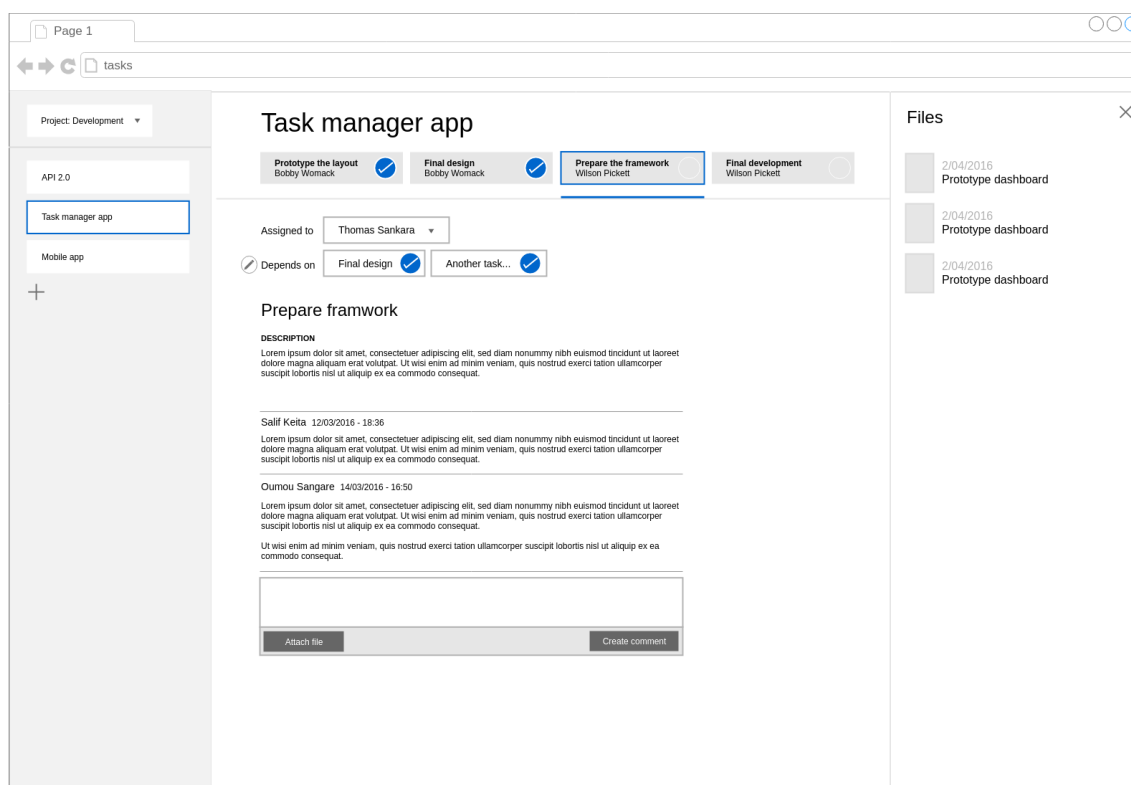 Page 1
tasks
Project: Development
API 2.0
Task manager app
Mobile app
Task manager app
Prototype the layout
Bobby Womack
Final design
Bobby Womack
Prepare the framework
Wilson Pickett
Final development
Wilson Pickett
Assigned to
Thomas Sankara
Depends on
Final design
Another task...
Prepare framwork
DESCRIPTION
Lorem ipsum dolor sit amet, consectetuer adipiscing elit, sed diam nonummy nibh euismod tincidunt ut laoreet
dolore magna aliquam erat volutpat. Ut wisi enim ad minim veniam, quis nostrud exerci tation ullamcorper
suscipit lobortis nisl ut aliquip ex ea commodo consequat.
Salif Keita 12/03/2016 - 18:36
Lorem ipsum dolor sit amet, consectetuer adipiscing elit, sed diam nonummy nibh euismod tincidunt ut laoreet
dolore magna aliquam erat volutpat. Ut wisi enim ad minim veniam, quis nostrud exerci tation ullamcorper
suscipit lobortis nisl ut aliquip ex ea commodo consequat.
Oumou Sangare 14/03/2016 - 16:50
Lorem ipsum dolor sit amet, consectetuer adipiscing elit, sed diam nonummy nibh euismod tincidunt ut laoreet
dolore magna aliquam erat volutpat. Ut wisi enim ad minim veniam, quis nostrud exerci tation ullamcorper
suscipit lobortis nisl ut aliquip ex ea commodo consequat.
Ut wisi enim ad minim veniam, quis nostrud exerci tation ullamcorper suscipit lobortis nisl ut aliquip ex ea
commodo consequat.
Attach file
Create comment
Files
2/04/2016
Prototype dashboard
2/04/2016
Prototype dashboard
2/04/2016
Prototype dashboard